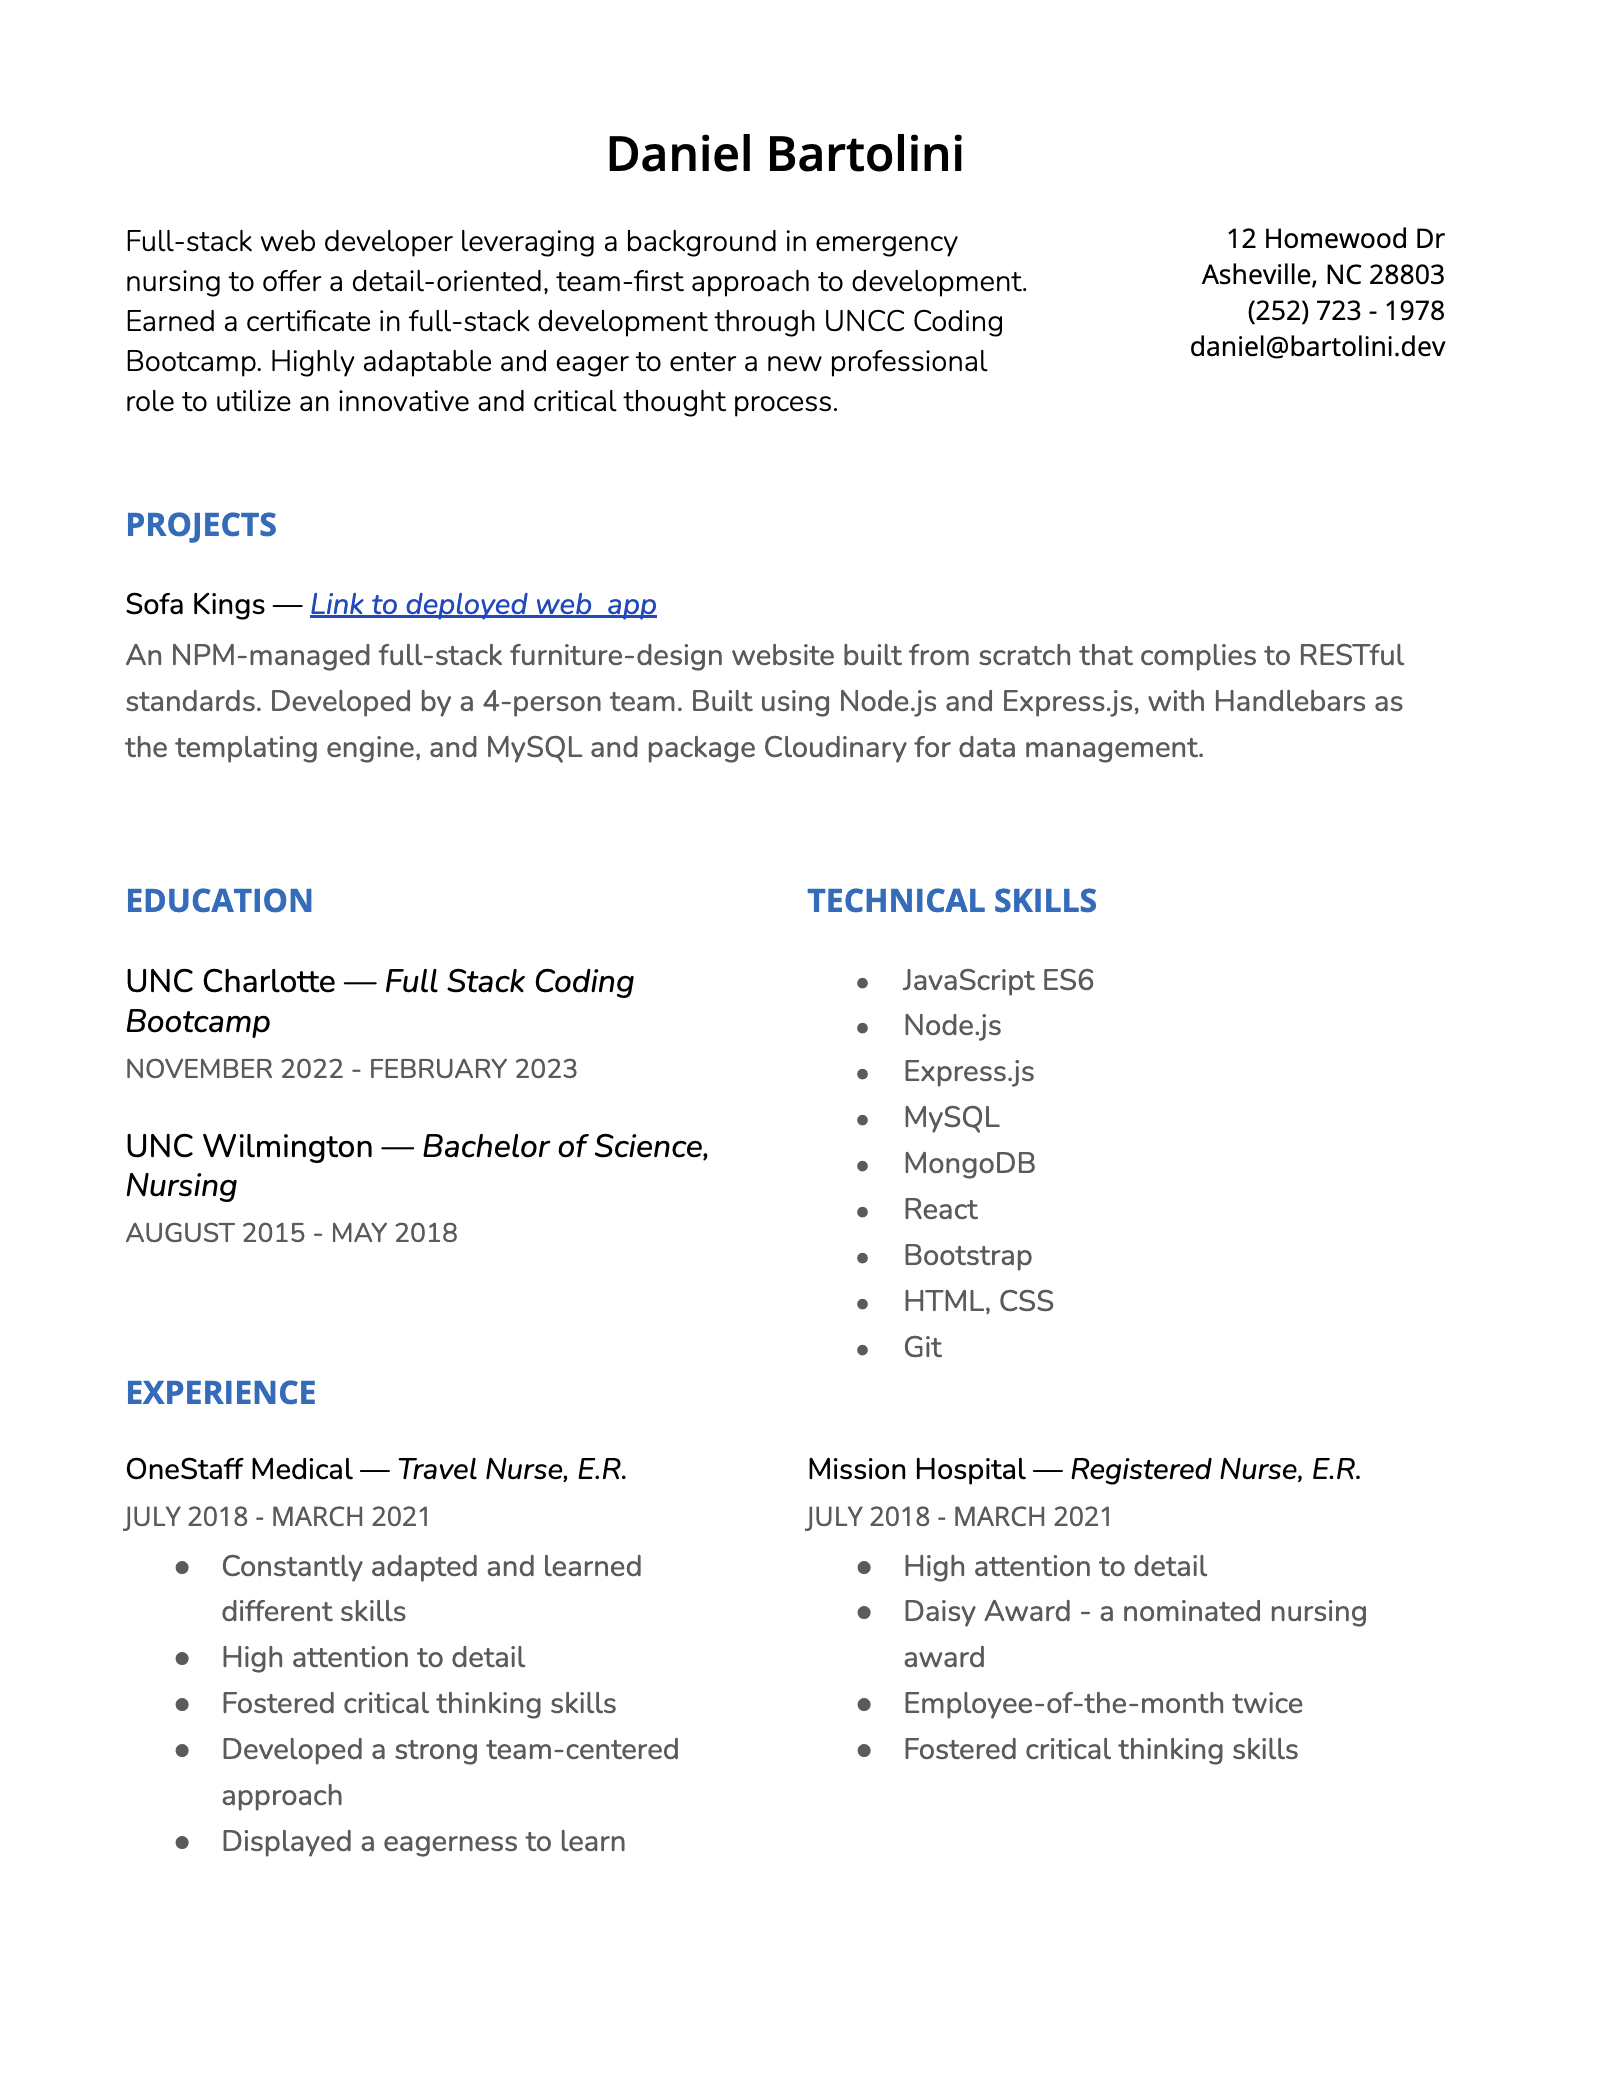 Daniel Bartolini
Full-stack web developer leveraging a background in emergency
nursing to offer a detail-oriented, team-first approach to development.
Earned a certificate in full-stack development through UNCC Coding
Bootcamp. Highly adaptable and eager to enter a new professional
role to utilize an innovative and critical thought process.
12 Homewood Dr
Asheville, NC 28803
(252) 723 - 1978
daniel@bartolini.dev
PROJECTS
Sofa Kings — Link to deployed web  app
An NPM-managed full-stack furniture-design website built from scratch that complies to RESTful
standards. Developed by a 4-person team. Built using Node.js and Express.js, with Handlebars as
the templating engine, and MySQL and package Cloudinary for data management.
EDUCATION
UNC Charlotte — Full Stack Coding
Bootcamp
NOVEMBER 2022 - FEBRUARY 2023
UNC Wilmington — Bachelor of Science,
Nursing
AUGUST 2015 - MAY 2018
TECHNICAL SKILLS
● JavaScript ES6
● Node.js
● Express.js
● MySQL
● MongoDB
● React
● Bootstrap
● HTML, CSS
● Git
EXPERIENCE
OneStaff Medical — Travel Nurse, E.R.
JULY 2018 - MARCH 2021
● Constantly adapted and learned
different skills
● High attention to detail
● Fostered critical thinking skills
● Developed a strong team-centered
approach
● Displayed a eagerness to learn
Mission Hospital — Registered Nurse, E.R.
JULY 2018 - MARCH 2021
● High attention to detail
● Daisy Award - a nominated nursing
award
● Employee-of-the-month twice
● Fostered critical thinking skills